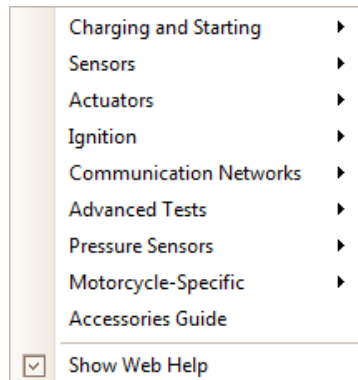 Charging and Starting
Sensors
Actuators
Ignition
Communication Networks
Advanced Tests
Pressure Sensors
Motorcycle-Specific
Accessories Guide
Show Web Help